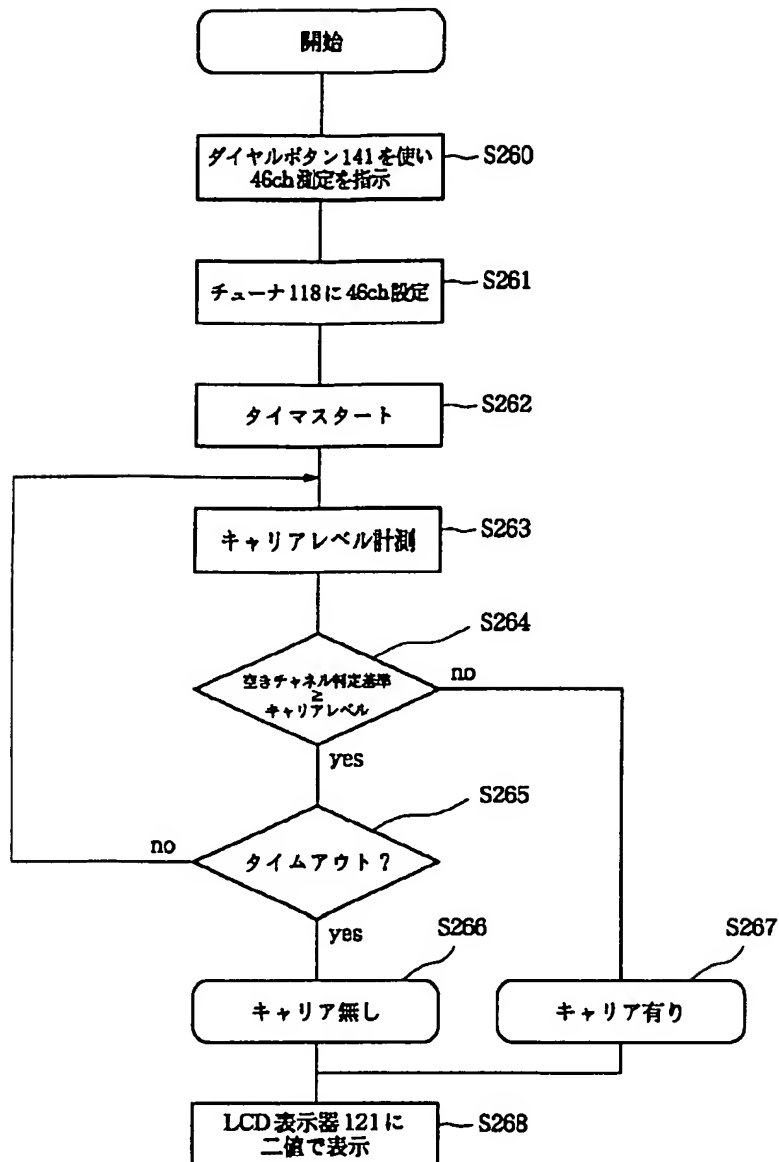 開始
ダイヤルボタン141を使い
46ch測定を指示
S260
チューナ118に46ch設定
S261
タイマスタート
S262
キャリアレベル計測
S263
S264
空きチャネル判定基準
≥
キャリアレベル
no
yes
S265
タイムアウト?
no
yes
S266
S267
キャリア無し
キャリア有り
LCD表示器121に
二値で表示
S268